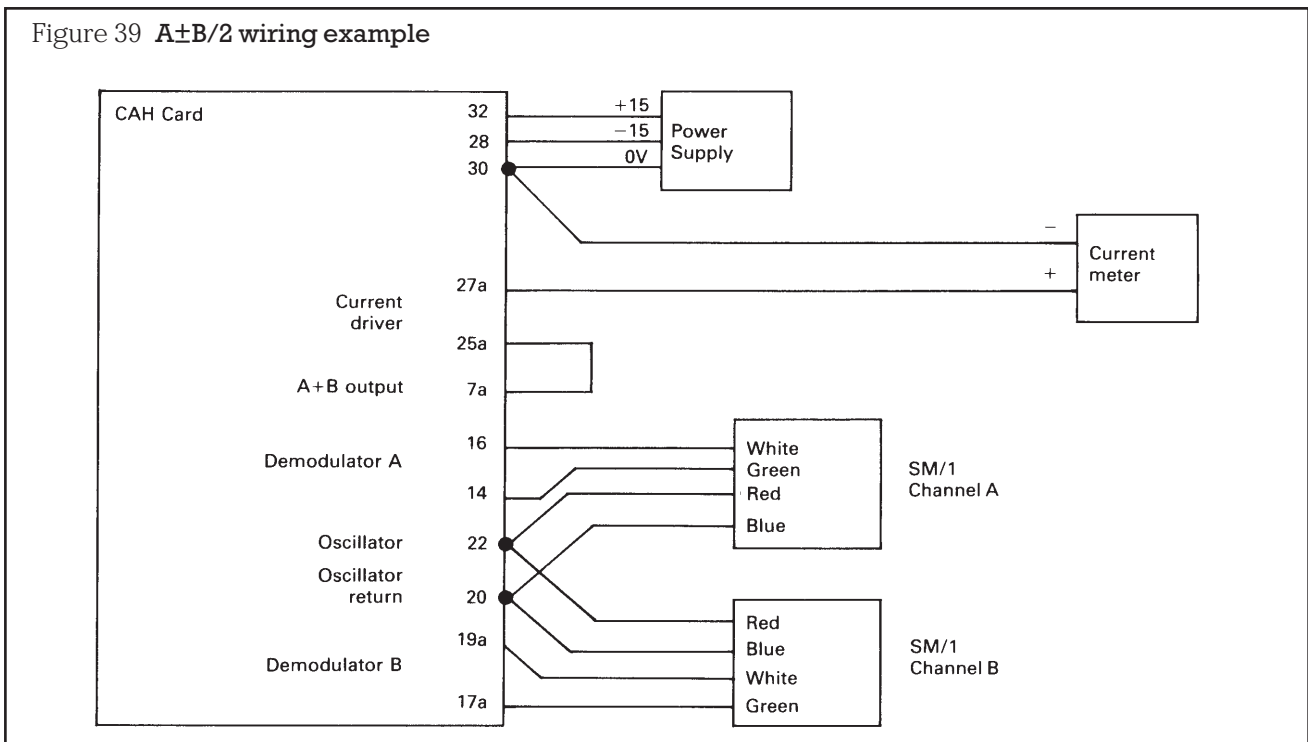 Figure 39 A±B/2 wiring example
CAH Card
32
+15
28
−15
30
0V
Power
Supply
−
+
Current
meter
27a
Current
driver
25a
A+B output
7a
16
Demodulator A
14
White
Green
Red
Blue
SM/1
Channel A
Oscillator
22
Oscillator
return
20
19a
Demodulator B
17a
Red
Blue
White
Green
SM/1
Channel B